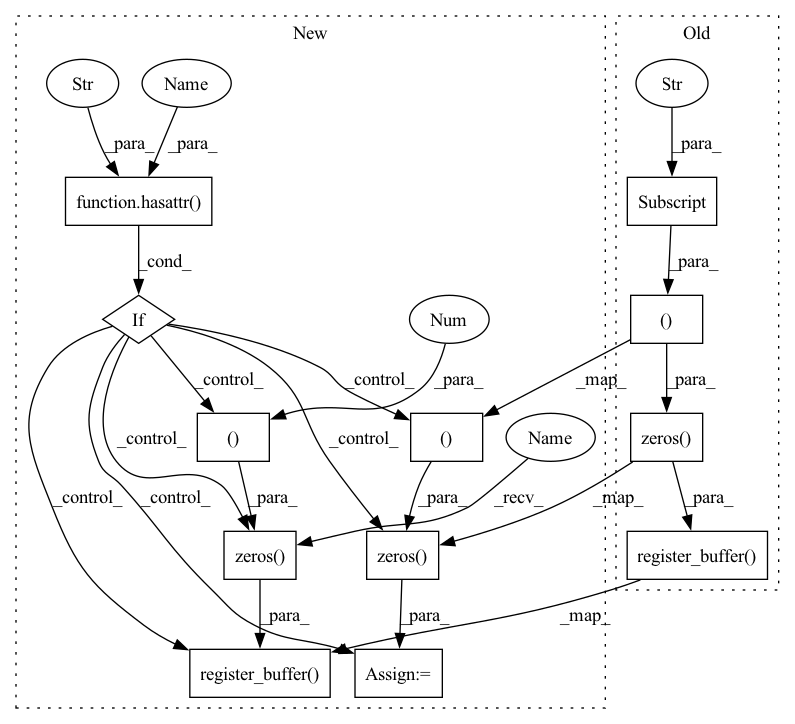 New
Old
Str
Name
Str
_para_
_para_
_para_
function.hasattr()
Subscript
_cond_
_para_
If
Num
()
_control_
_control_
_para_
_map_
_para_
()
()
Name
zeros()
_control_
_control_
_control_
_control_
_para_
_para_
_recv_
_map_
_para_
zeros()
zeros()
register_buffer()
_para_
_para_
_map_
register_buffer()
Assign:=